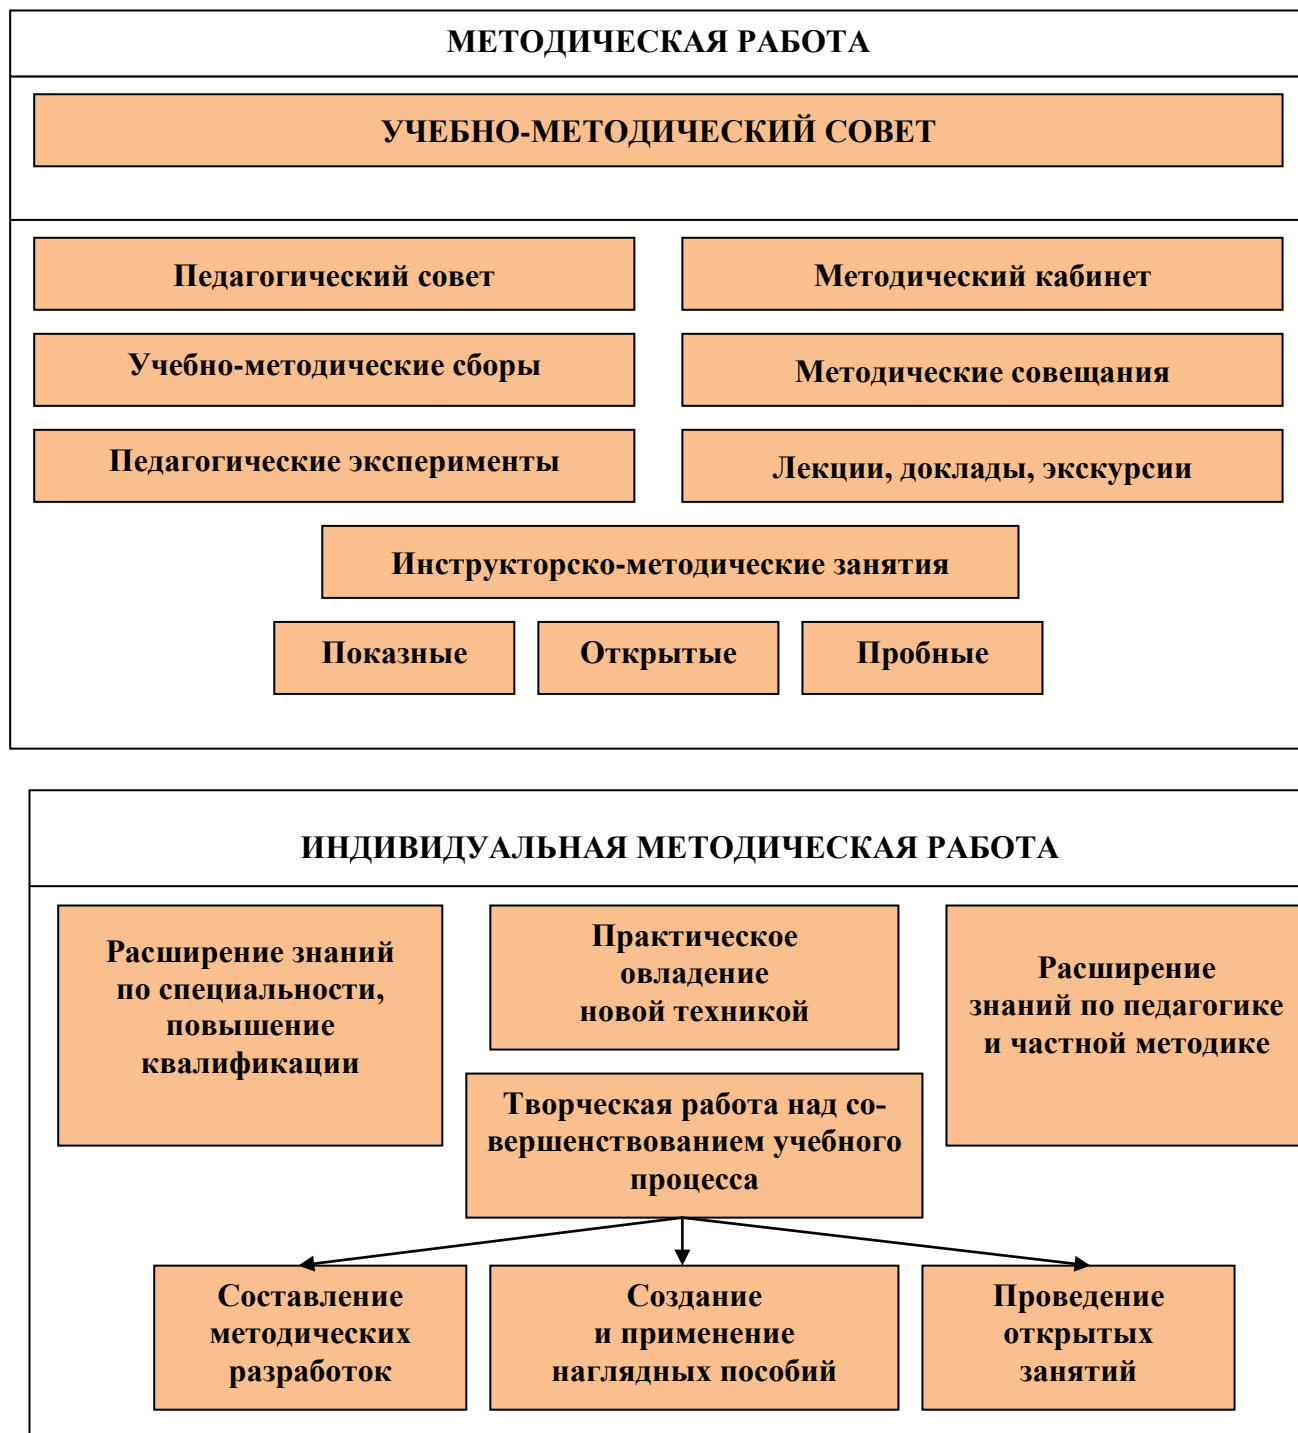 МЕТОДИЧЕСКАЯ РАБОТА
УЧЕБНО-МЕТОДИЧЕСКИЙ СОВЕТ
Педагогический совет
Методический кабинет
Учебно-методические сборы
Методические совещания
Педагогические эксперименты
Лекции, доклады, экскурсии
Инструкторско-методические занятия
Показные
Открытые
Пробные
ИНДИВИДУАЛЬНАЯ МЕТОДИЧЕСКАЯ РАБОТА
Расширение знаний
по специальности,
повышение
квалификации
Практическое
овладение
новой техникой
Расширение
знаний по педагогике
и частной методике
Творческая работа над со-
вершенствованием учебного
процесса
Составление
методических
разработок
Создание
и применение
наглядных пособий
Проведение
открытых
занятий